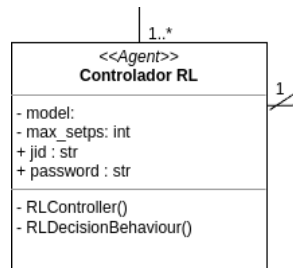 1..*
<<Agent>>
Controlador RL
1
- model:
- max_setps: int
+ jid : str
+ password : str
- RLController()
- RLDecisionBehaviour()